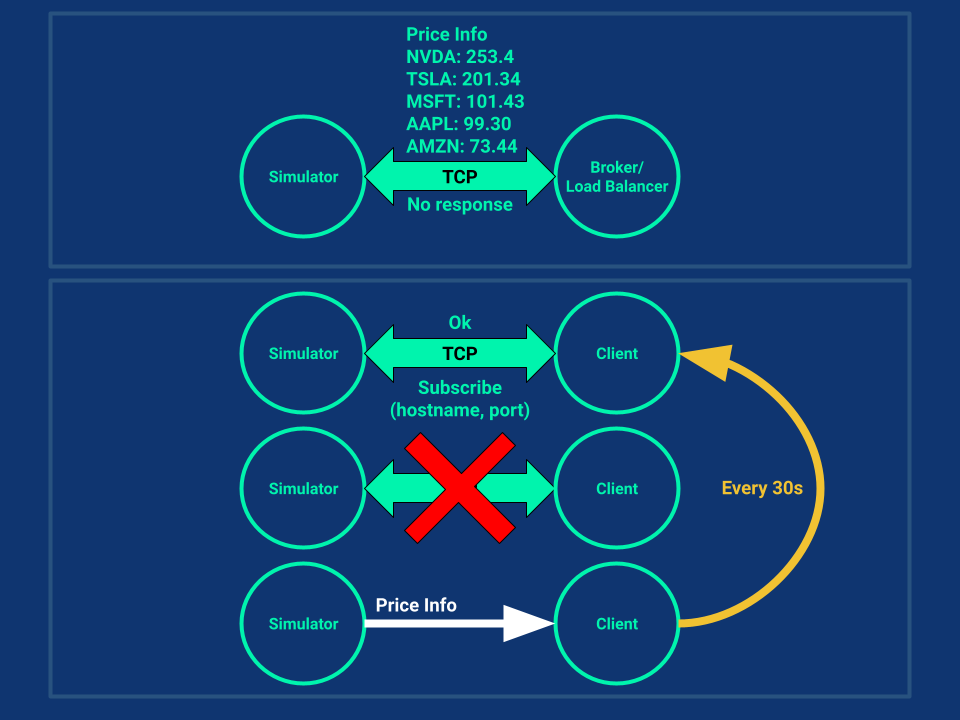 Price Info
NVDA: 253.4
TSLA: 201.34
MSFT: 101.43
AAPL: 99.30
AMZN: 73.44
Simulator
TCP
Broker/
Load Balancer
No response
Ok
Simulator
TCP
Client
Subscribe
(hostname, port)
Simulator
Client
Every 30s
Price Info
Simulator
Client